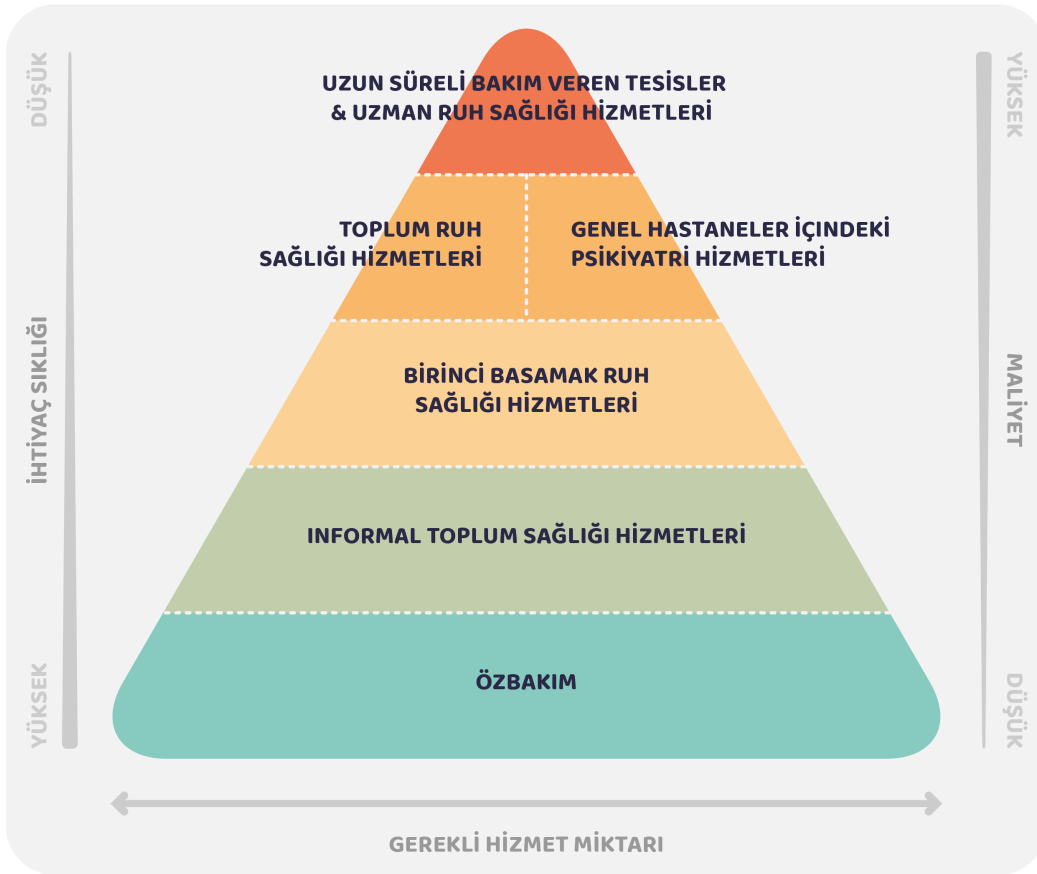 DÜŞÜK
YÜKSEK
UZUN SÜRELİ BAKIM VEREN TESİSLER
& UZMAN RUH SAĞLIĞI HİZMETLERİ
TOPLUM RUH
SAĞLIĞI HİZMETLERİ
GENEL HASTANELER İÇINDEKİ
PSİKİYATRİ HİZMETLERİ
İHTİYAÇ SIKLIĞI
MALİYET
BİRİNCİ BASAMAK RUH
SAĞLIĞI HİZMETLERİ
INFORMAL TOPLUM SAĞLIĞI HİZMETLERİ
ÖZBAKIM
YÜKSEK
DÜŞÜK
GEREKLİ HİZMET MİKTARI